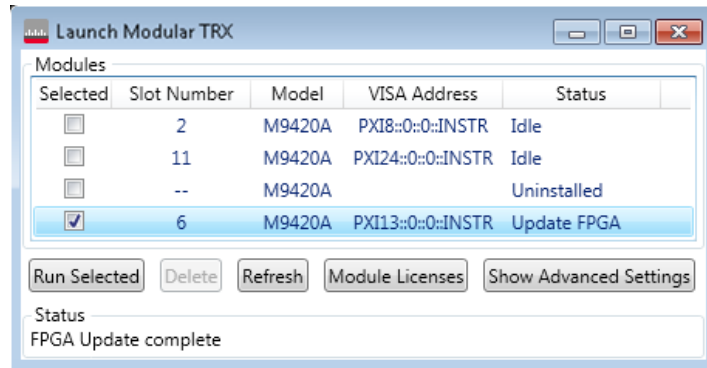 Launch Modular TRX
Modules
Selected Slot Number Model VISA Address Status
2 M9420A PXI8::0::0::INSTR Idle
11 M9420A PXI24::0::0::INSTR Idle
-- M9420A Uninstalled
6 M9420A PXI13::0::0::INSTR Update FPGA
Run Selected Delete Refresh Module Licenses Show Advanced Settings
Status
FPGA Update complete